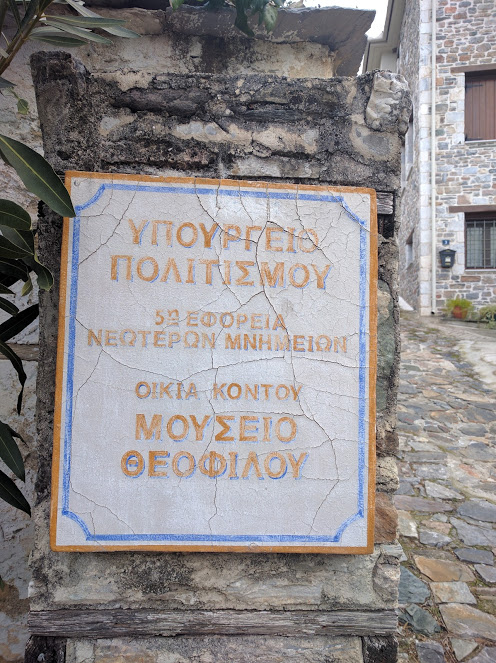 ΥΠΟΥΡΓΕΙΟ
ΠΟΛΙΤΙΣΜΟΥ
5η ΕΦΟΡΕΙΑ
ΝΕΩΤΕΡΩΝ ΜΝΗΜΕΙΩΝ
ΟΙΚΙΑ ΚΟΝΤΟΥ
ΜΟΥΣΕΙΟ
ΘΕΟΦΙΛΟΥ